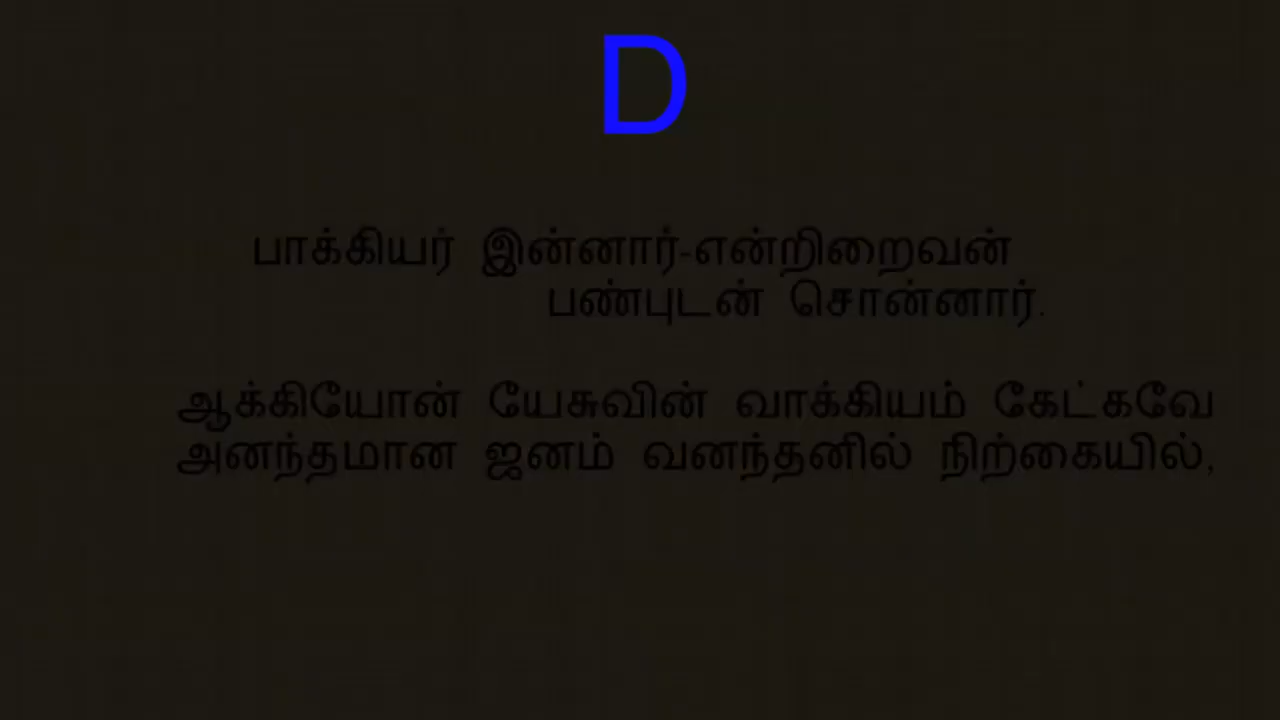 D
பாக்கியர் இன்னார்-என்றிறைவன்
பண்புடன் சொன்னார்.
ஆக்கியோன் யேசுவின் வாக்கியம் கேட்கவே
அனந்தமான ஜனம் வனந்தனில் நிற்கையில்,